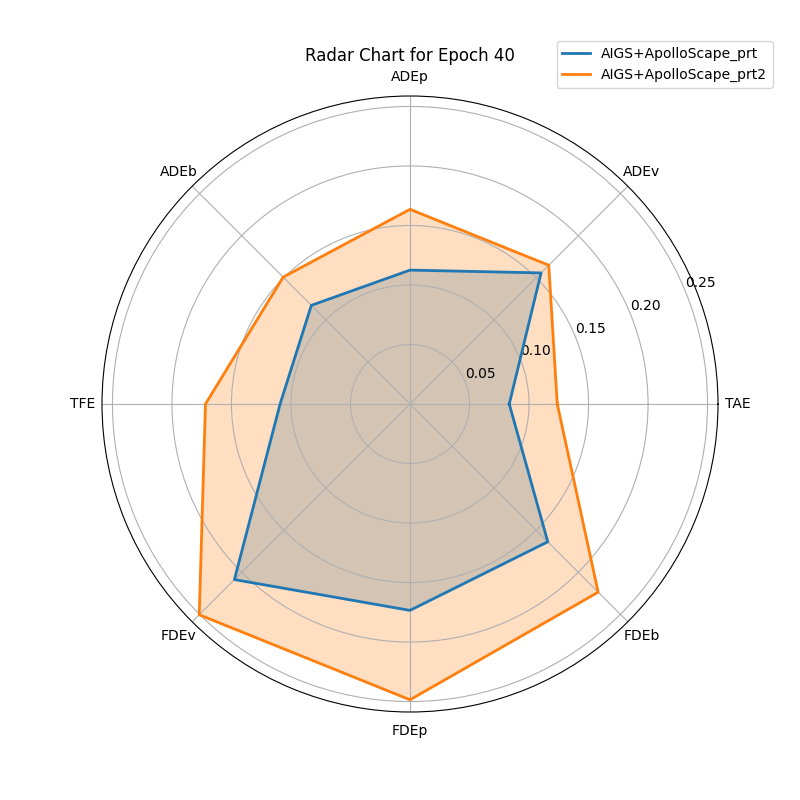 Radar Chart for Epoch 40
AIGS+ApolloScape_prt
AIGS+ApolloScape_prt2
ADEp
ADEb
ADEv
0.25
0.20
0.15
0.10
0.05
TFE
TAE
FDEv
FDEb
FDEp